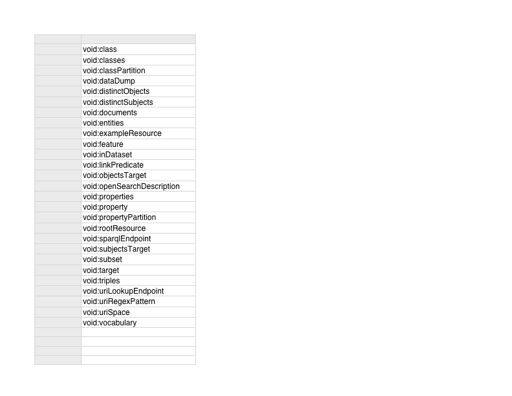 void:class
void:classes
void:classPartition
void:dataDump
void:distinctObjects
void:distinctSubjects
void:documents
void:entities
void:exampleResource
void:feature
void:inDataset
void:linkPredicate
void:objectsTarget
void:openSearchDescription
void:properties
void:property
void:propertyPartition
void:rootResource
void:sparqlEndpoint
void:subjectsTarget
void:subset
void:target
void:triples
void:uriLookupEndpoint
void:uriRegexPattern
void:uriSpace
void:vocabulary